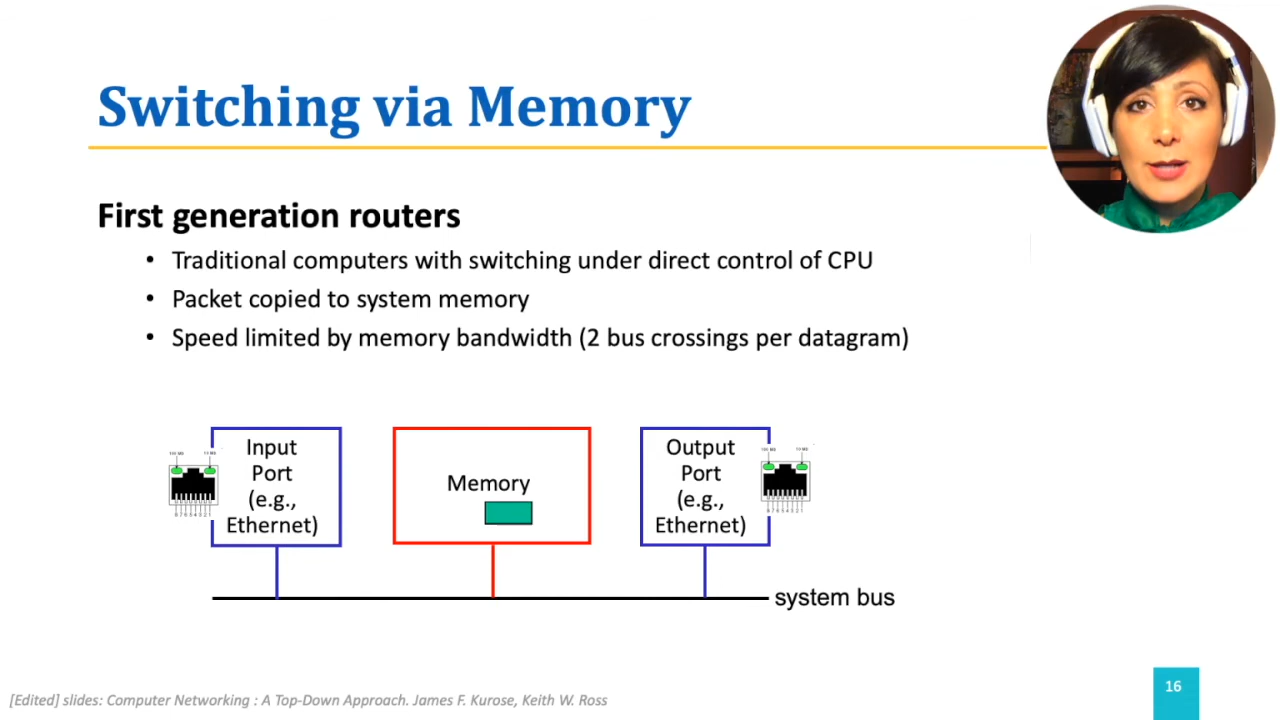 Switching via Memory
First generation routers
• Traditional computers with switching under direct control of CPU
• Packet copied to system memory
• Speed limited by memory bandwidth (2 bus crossings per datagram)
Input
Port
(e.g.,
Ethernet)
Memory
Output
Port
(e.g.,
Ethernet)
system bus
16
[Edited] slides: Computer Networking : A Top-Down Approach. James F. Kurose, Keith W. Ross